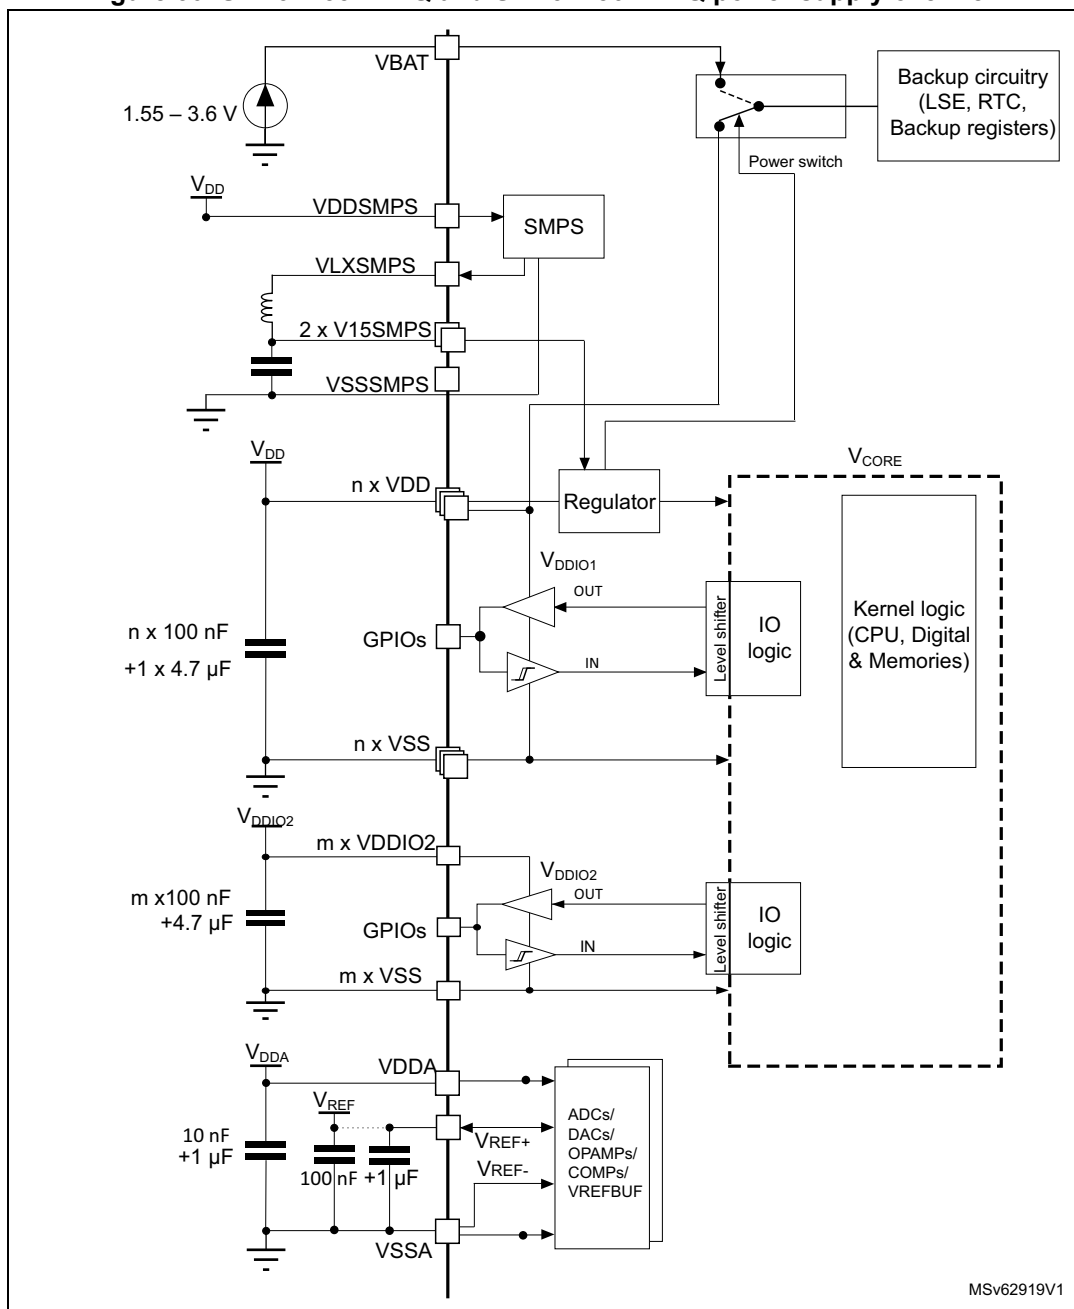 VBAT
1.55 – 3.6 V
Backup circuitry
(LSE, RTC,
Backup registers)
Power switch
VDD
VDDSMPS
SMPS
VLXSMPS
2 x V15SMPS
VSSSMPS
VDD
n x VDD
Regulator
VCORE
VDDIO1
OUT
GPIOs
IN
Level shifter
IO
logic
Kernel logic
(CPU, Digital
& Memories)
n x 100 nF
+1 x 4.7 µF
n x VSS
VDDIO2
m x VDDIO2
VDDIO2
OUT
m x100 nF
+4.7 µF
GPIOs
IN
Level shifter
IO
logic
m x VSS
VDDA
VDDA
VREF
10 nF
+1 µF
100 nF
+1 µF
VREF+
VREF-
ADCs/
DACs/
OPAMPs/
COMPs/
VREFBUF
VSSA
MSv62919V1